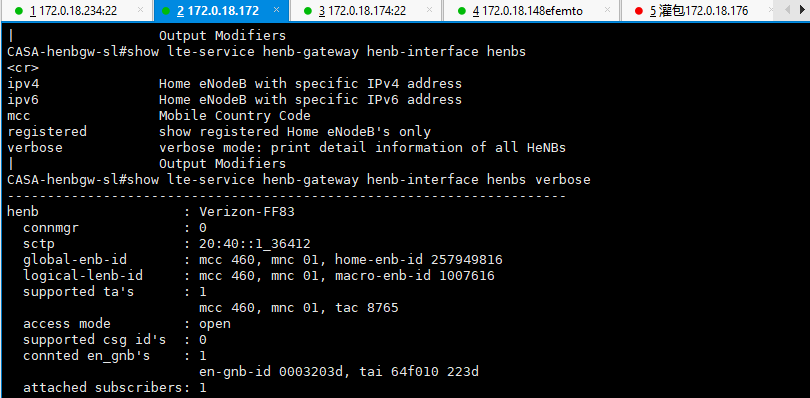 1 172.0.18.234:22 × 2 172.0.18.172 × 3 172.0.18.174:22 × 4 172.0.18.148efemto × 5 灌包172.0.18.176 ×
| Output Modifiers
CASA-henbgw-sl#show lte-service henb-gateway henb-interface henbs
<cr>
ipv4 Home eNodeB with specific IPv4 address
ipv6 Home eNodeB with specific IPv6 address
mcc Mobile Country Code
registered show registered Home eNodeB's only
verbose verbose mode: print detail information of all HeNBs
| Output Modifiers
CASA-henbgw-sl#show lte-service henb-gateway henb-interface henbs verbose
----------------------------------------------------------------------
henb : Verizon-FF83
connmgr : 0
sctp : 20:40::1_36412
global-enb-id : mcc 460, mnc 01, home-enb-id 257949816
logical-lenb-id : mcc 460, mnc 01, macro-enb-id 1007616
supported ta's : 1
mcc 460, mnc 01, tac 8765
access mode : open
supported csg id's : 0
connted en_gnb's : 1
en-gnb-id 0003203d, tai 64f010 223d
attached subscribers: 1